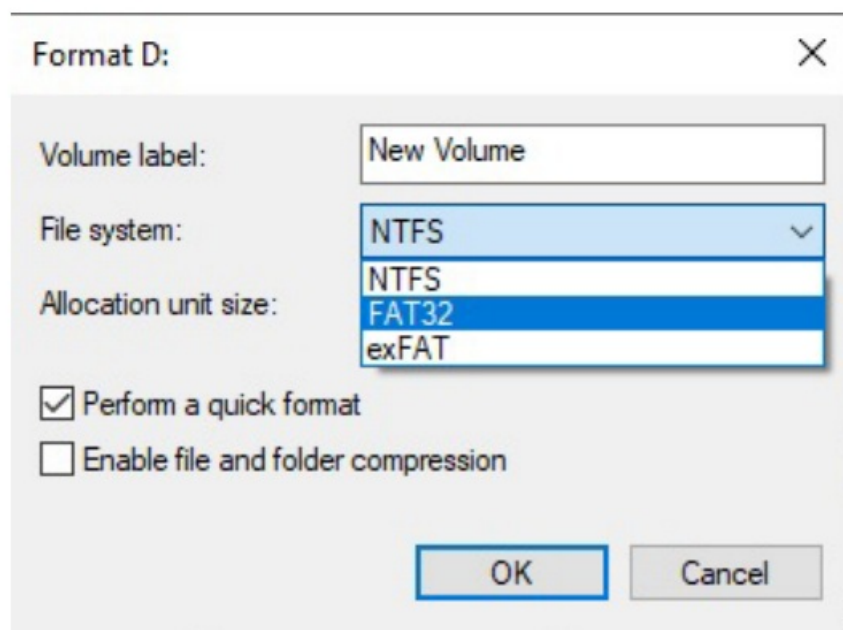 Format D:
Volume label: New Volume
File system: NTFS
NTFS
Allocation unit size:
FAT32
exFAT
Perform a quick format
Enable file and folder compression
OK Cancel